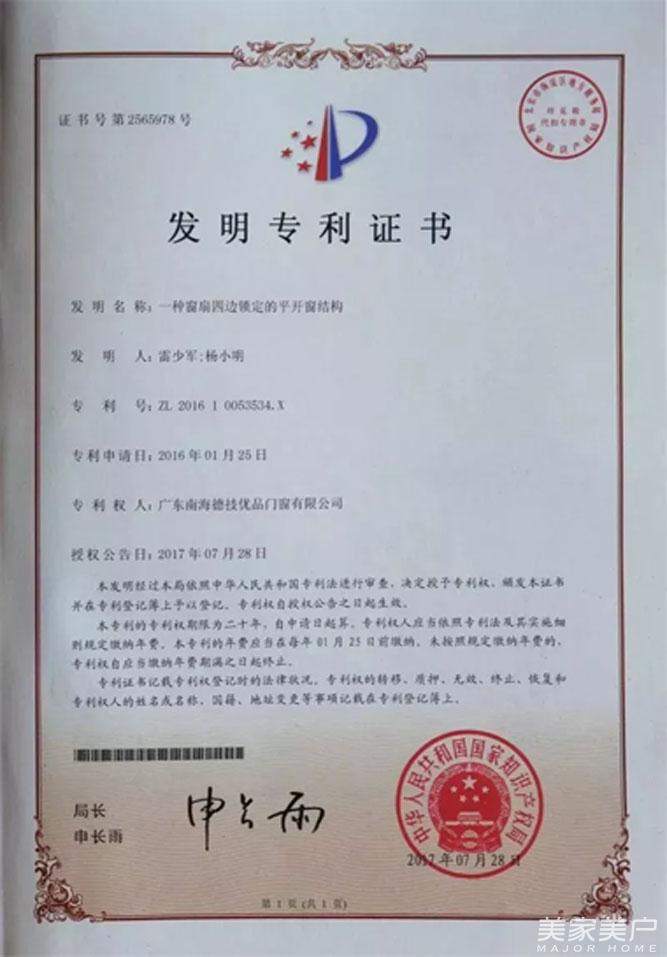 证书号第2565978号
发明专利证书
发明名称：一种窗扇四边锁定的平开窗结构
发明人：雷少军;杨小明
专利号：ZL 2016 1 0053534.X
专利申请日：2016年01月25日
专利权人：广东南海德技优品门窗有限公司
授权公告日：2017年07月28日
本发明经过本局依照中华人民共和国专利法进行审查，决定授予专利权，颁发本证书
并在专利登记簿上予以登记。专利权自授权公告之日起生效。
本专利的专利权期限为二十年，自申请日起算。专利权人应当依照专利法及其实施细
则规定缴纳年费。本专利的年费应当在每年01月25日前缴纳。未按照规定缴纳年费的，
专利权自应当缴纳年费期满之日起终止。
专利证书记载专利权登记时的法律状况。专利权的转移、质押、无效、终止、恢复和
专利权人的姓名或名称、国籍、地址变更等事项记载在专利登记簿上。
局长
申长雨
申长雨
中华人民共和国国家知识产权局
2017年07月28日
第1页(共1页)
美家美户
MAJOR HOME